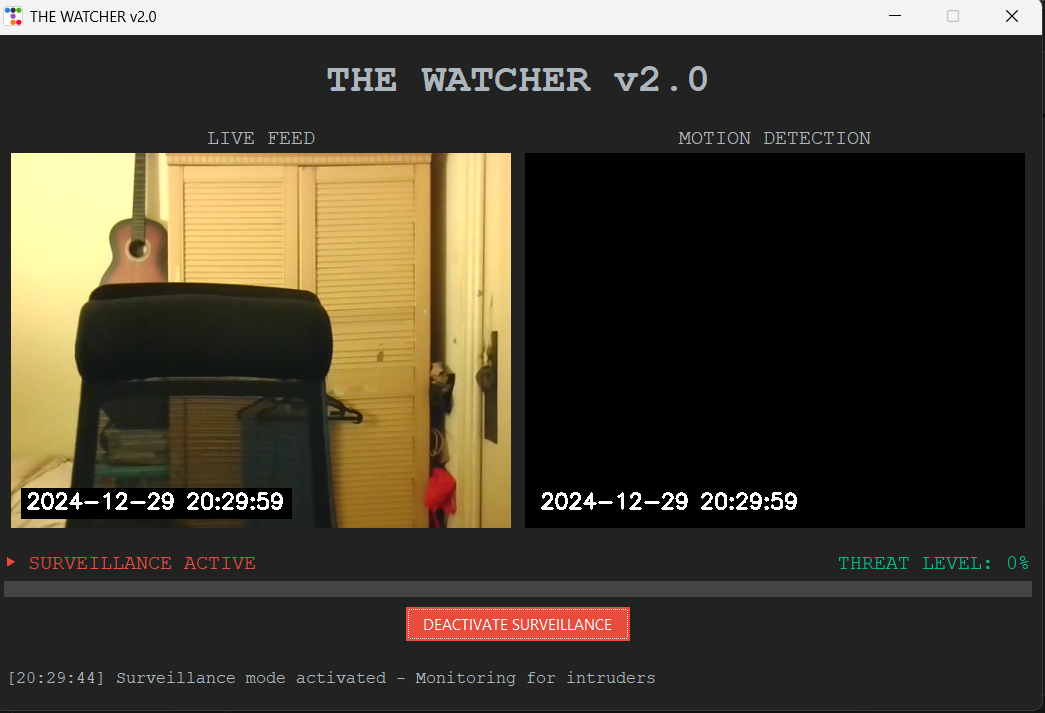 THE WATCHER v2.0
THE WATCHER v2.0
LIVE FEED
MOTION DETECTION
2024-12-29 20:29:59
2024-12-29 20:29:59
SURVEILLANCE ACTIVE
THREAT LEVEL: 0%
DEACTIVATE SURVEILLANCE
[20:29:44] Surveillance mode activated - Monitoring for intruders